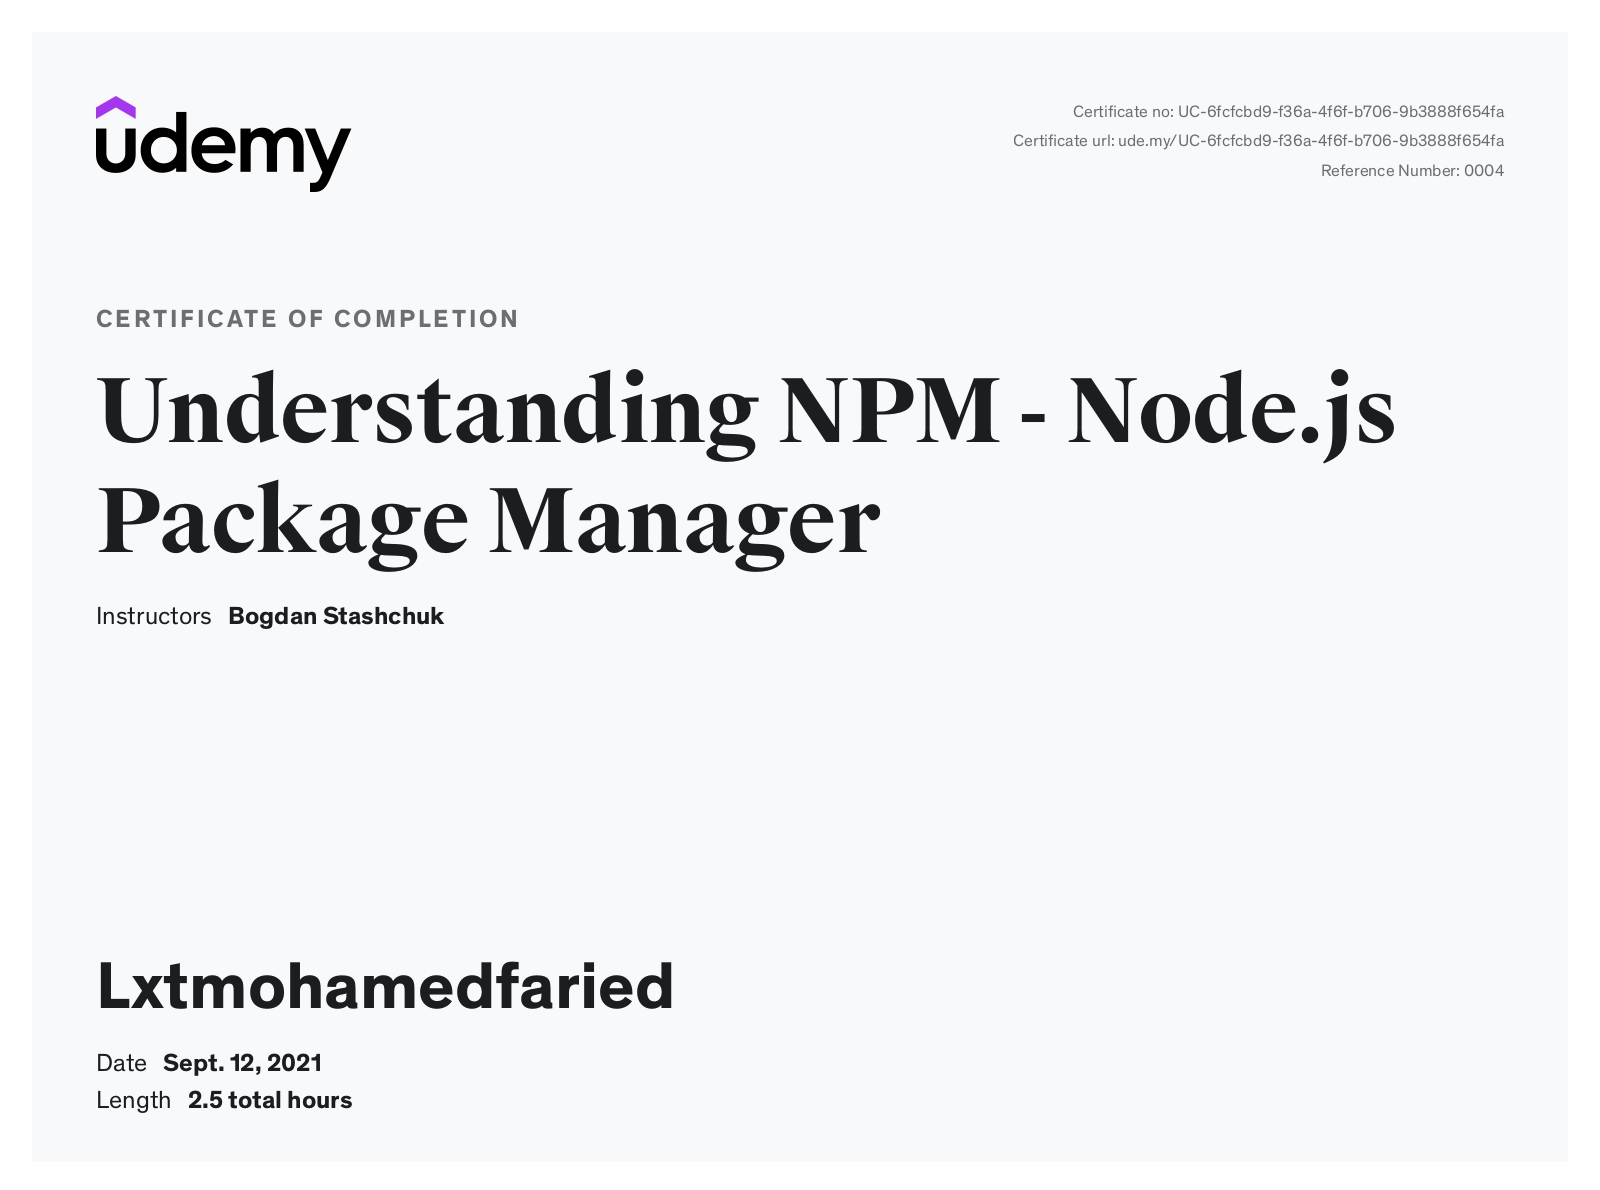 udemy
Certificate no: UC-6fcfcbd9-f36a-4f6f-b706-9b3888f654fa
Certificate url: ude.my/UC-6fcfcbd9-f36a-4f6f-b706-9b3888f654fa
Reference Number: 0004
CERTIFICATE OF COMPLETION
Understanding NPM - Node.js
Package Manager
Instructors Bogdan Stashchuk
Lxtmohamedfaried
Date Sept. 12, 2021
Length 2.5 total hours